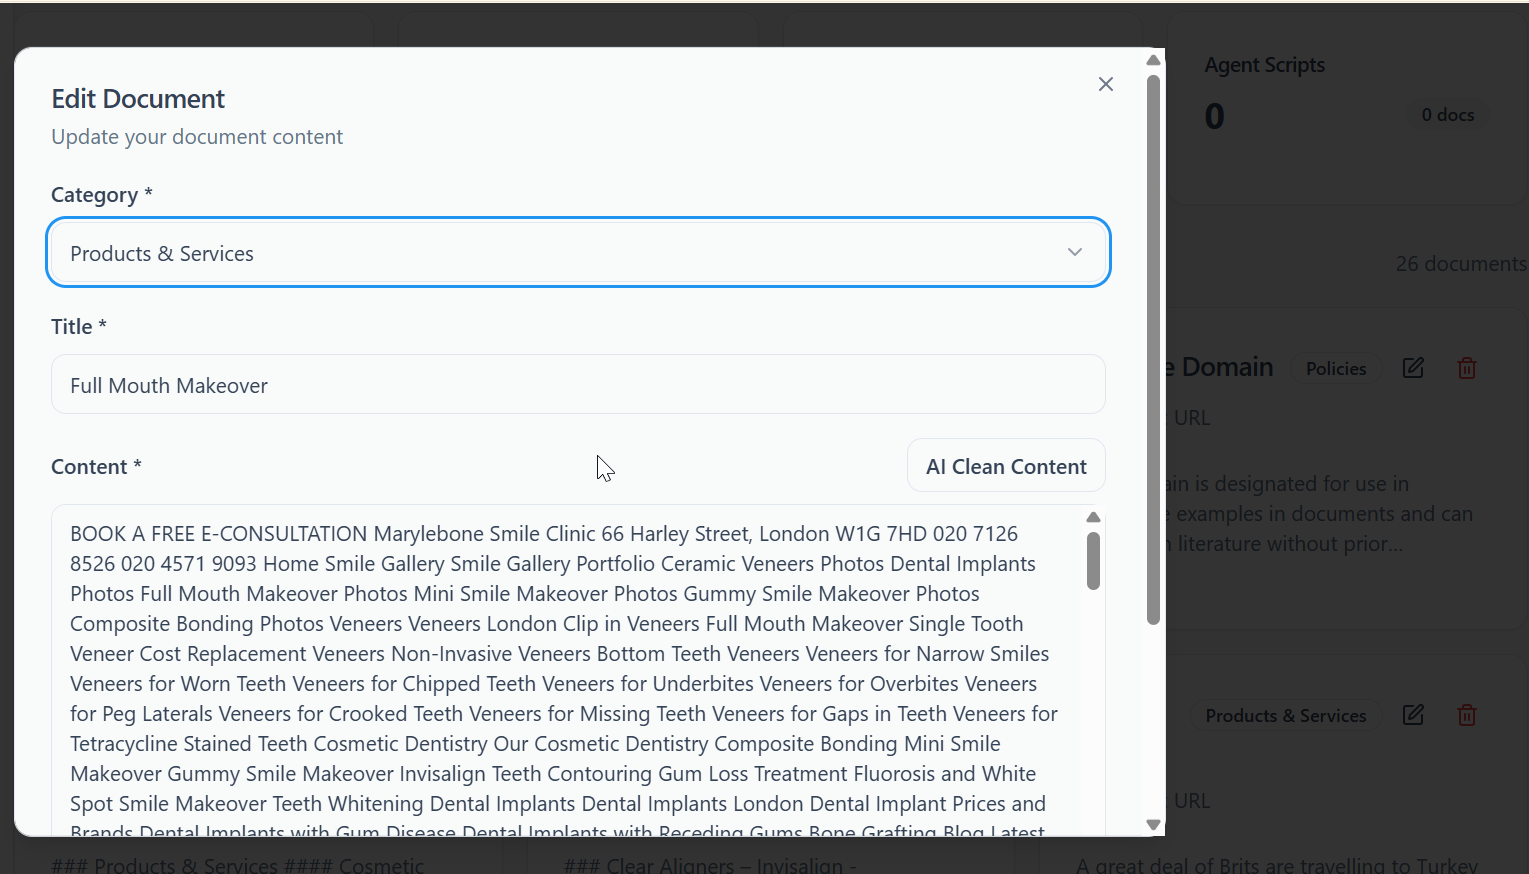 Edit Document
Update your document content
Category *
Products & Services
Title *
Full Mouth Makeover
Content *
AI Clean Content
BOOK A FREE E-CONSULTATION Marylebone Smile Clinic 66 Harley Street, London W1G 7HD 020 7126
8526 020 4571 9093 Home Smile Gallery Smile Gallery Portfolio Ceramic Veneers Photos Dental Implants
Photos Full Mouth Makeover Photos Mini Smile Makeover Photos Gummy Smile Makeover Photos
Composite Bonding Photos Veneers Veneers London Clip in Veneers Full Mouth Makeover Single Tooth
Veneer Cost Replacement Veneers Non-Invasive Veneers Bottom Teeth Veneers Veneers for Narrow Smiles
Veneers for Worn Teeth Veneers for Chipped Teeth Veneers for Underbites Veneers for Overbites Veneers
for Peg Laterals Veneers for Crooked Teeth Veneers for Missing Teeth Veneers for Gaps in Teeth Veneers for
Tetracycline Stained Teeth Cosmetic Dentistry Our Cosmetic Dentistry Composite Bonding Mini Smile
Makeover Gummy Smile Makeover Invisalign Teeth Contouring Gum Loss Treatment Fluorosis and White
Spot Smile Makeover Teeth Whitening Dental Implants Dental Implants London Dental Implant Prices and
Brands Dental Implants with Gum Disease Dental Implants with Receding Gums Bone Grafting Blog Latest
Agent Scripts
0
0 docs
26 documents
e Domain
Policies
URL
ain is designated for use in
examples in documents and can
literature without prior...
Products & Services
URL
### Products & Services #### Cosmetic
### Clear Aligners – Invisalign -
A great deal of Brits are travelling to Turkey